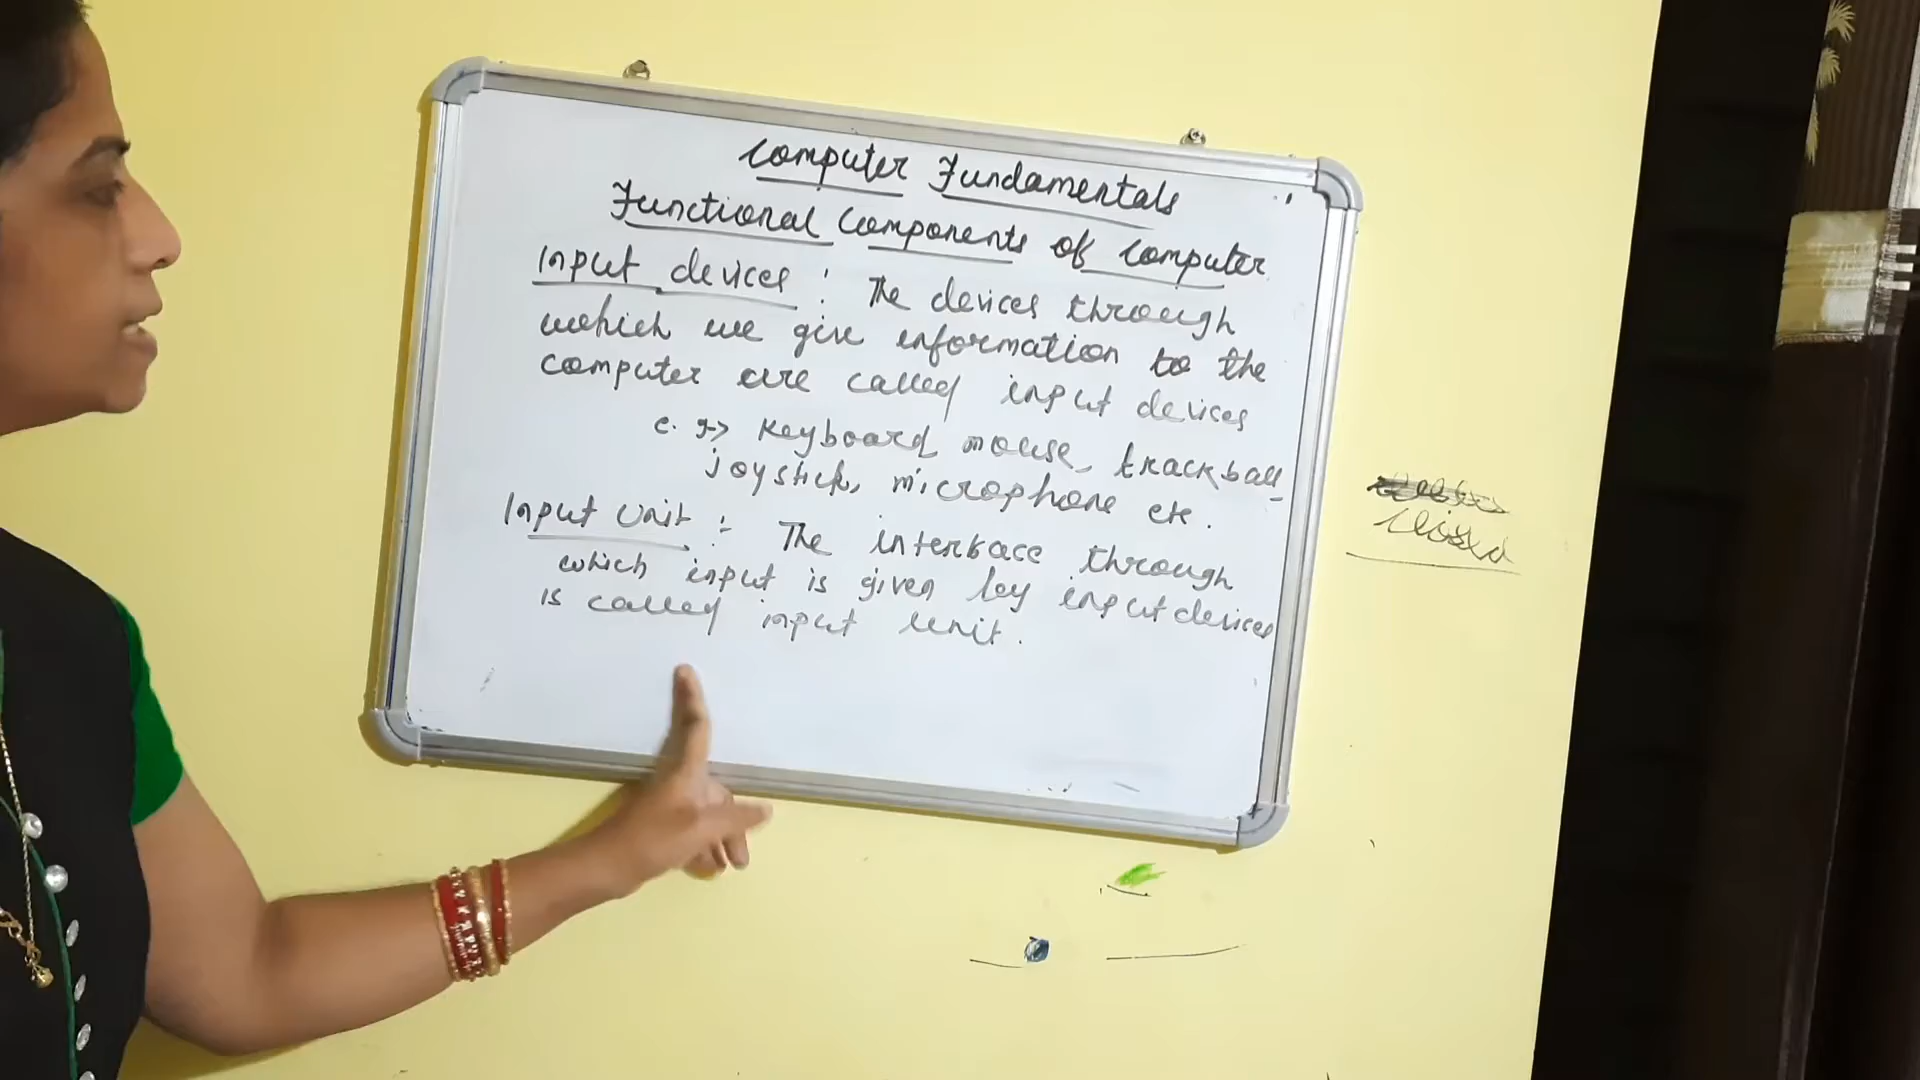 Computer Fundamentals
Functional Components of Computer
Input devices : The devices through
which we give information to the
computer are called input devices
e.g-> Keyboard mouse, trackball
joystick, microphone etc.
Input Unit :- The interface through
which input is given by input devices
is called input unit.